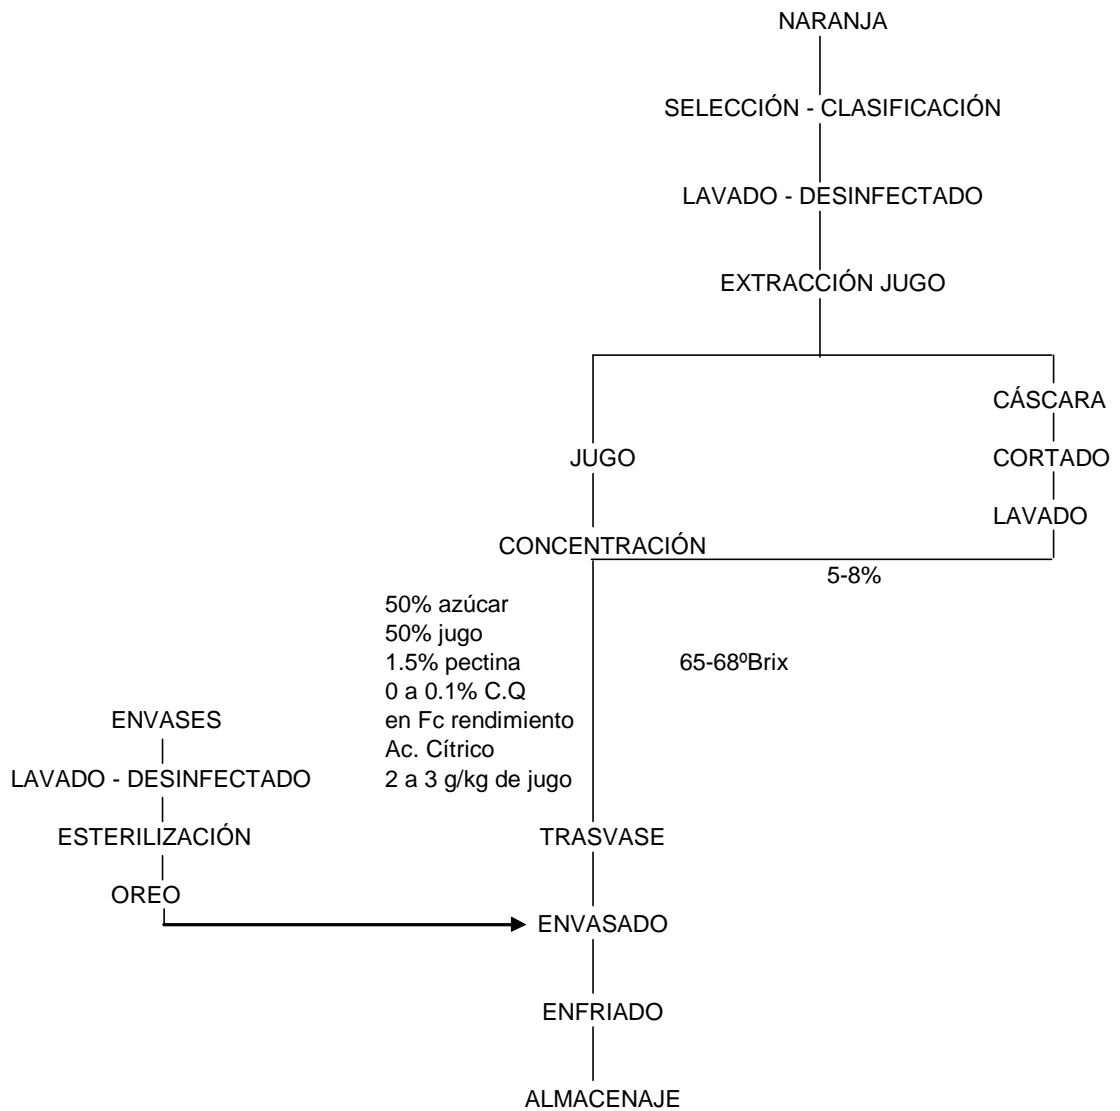 NARANJA
SELECCIÓN - CLASIFICACIÓN
LAVADO - DESINFECTADO
EXTRACCIÓN JUGO
CÁSCARA
JUGO
CORTADO
LAVADO
CONCENTRACIÓN
5-8%
50% azúcar
50% jugo
1.5% pectina
65-68ºBrix
0 a 0.1% C.Q
en Fc rendimiento
Ac. Cítrico
2 a 3 g/kg de jugo
ENVASES
LAVADO - DESINFECTADO
ESTERILIZACIÓN
OREO
TRASVASE
ENVASADO
ENFRIADO
ALMACENAJE